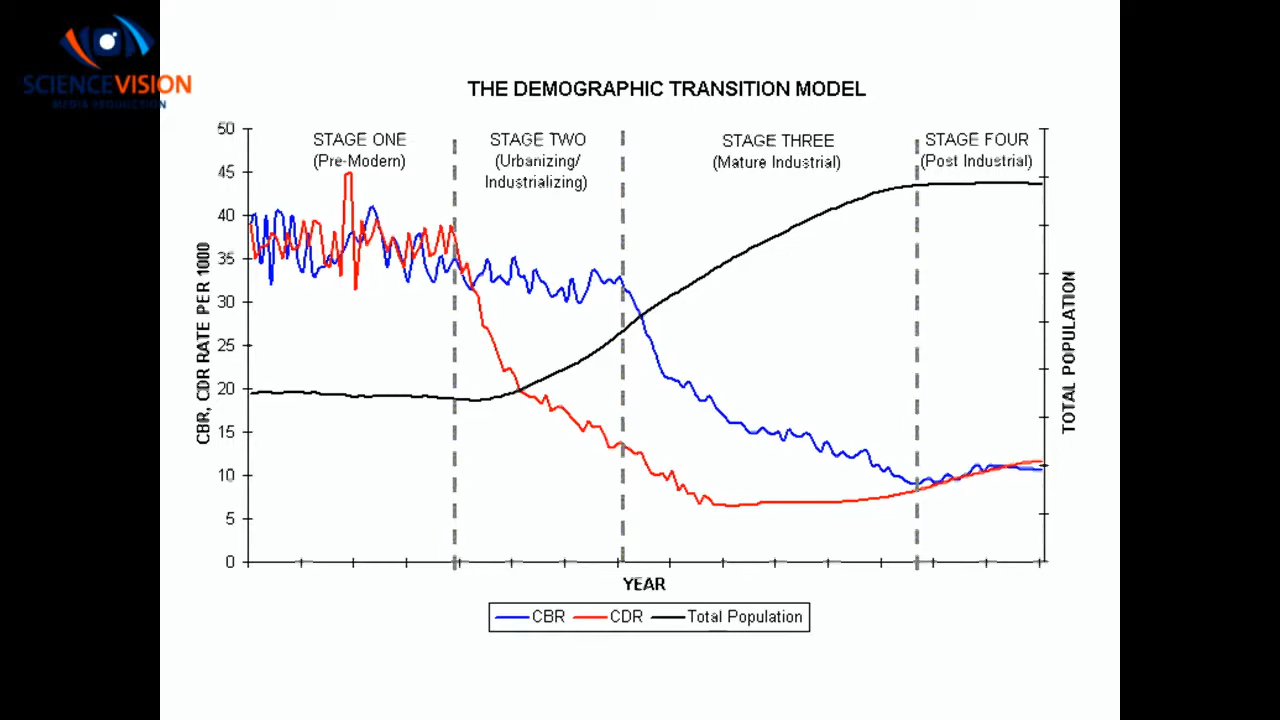 SCIENCEVISION
MEDIA PRODUCTION
THE DEMOGRAPHIC TRANSITION MODEL
STAGE ONE
(Pre-Modern)
STAGE TWO
(Urbanizing/
Industrializing)
STAGE THREE
(Mature Industrial)
STAGE FOUR
(Post Industrial)
50
45
40
35
30
25
20
15
10
5
0
CBR, CDR RATE PER 1000
TOTAL POPULATION
YEAR
CBR CDR Total Population